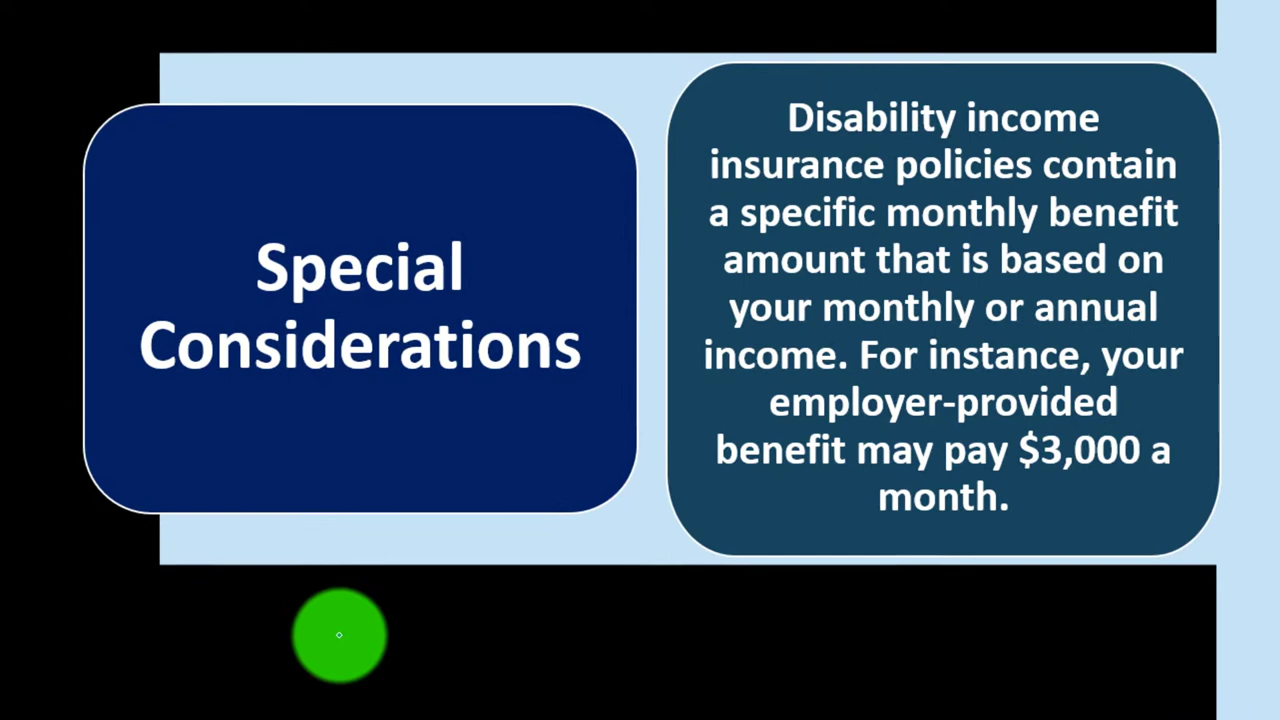 Special
Considerations
Disability income
insurance policies contain
a specific monthly benefit
amount that is based on
your monthly or annual
income. For instance, your
employer-provided
benefit may pay $3,000 a
month.